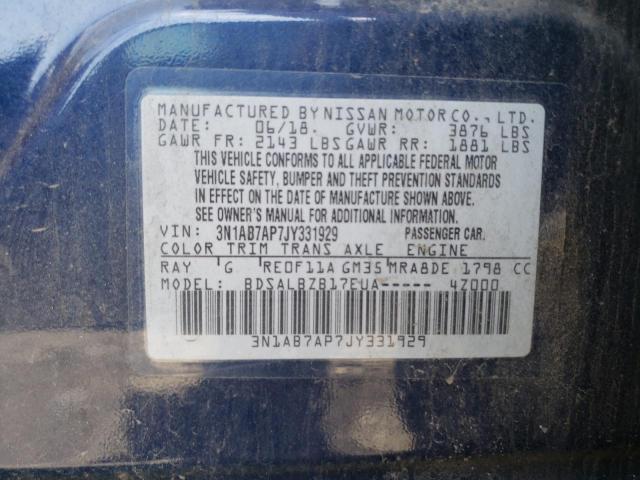 MANUFACTURED BY NISSAN MOTOR CO., LTD.
DATE: 06/18. GVWR: 3876 LBS
GAWR FR: 2143 LBS GAWR RR: 1881 LBS
THIS VEHICLE CONFORMS TO ALL APPLICABLE FEDERAL MOTOR
VEHICLE SAFETY, BUMPER AND THEFT PREVENTION STANDARDS
IN EFFECT ON THE DATE OF MANUFACTURE SHOWN ABOVE.
SEE OWNER'S MANUAL FOR ADDITIONAL INFORMATION.
VIN: 3N1AB7AP7JY331929 PASSENGER CAR.
COLOR TRIM TRANS AXLE ENGINE
RAY G RE0F11A GM35 MRA8DE 1798 CC
MODEL: BDSALBZB17EUA----- 4Z000
3N1AB7AP7JY331929